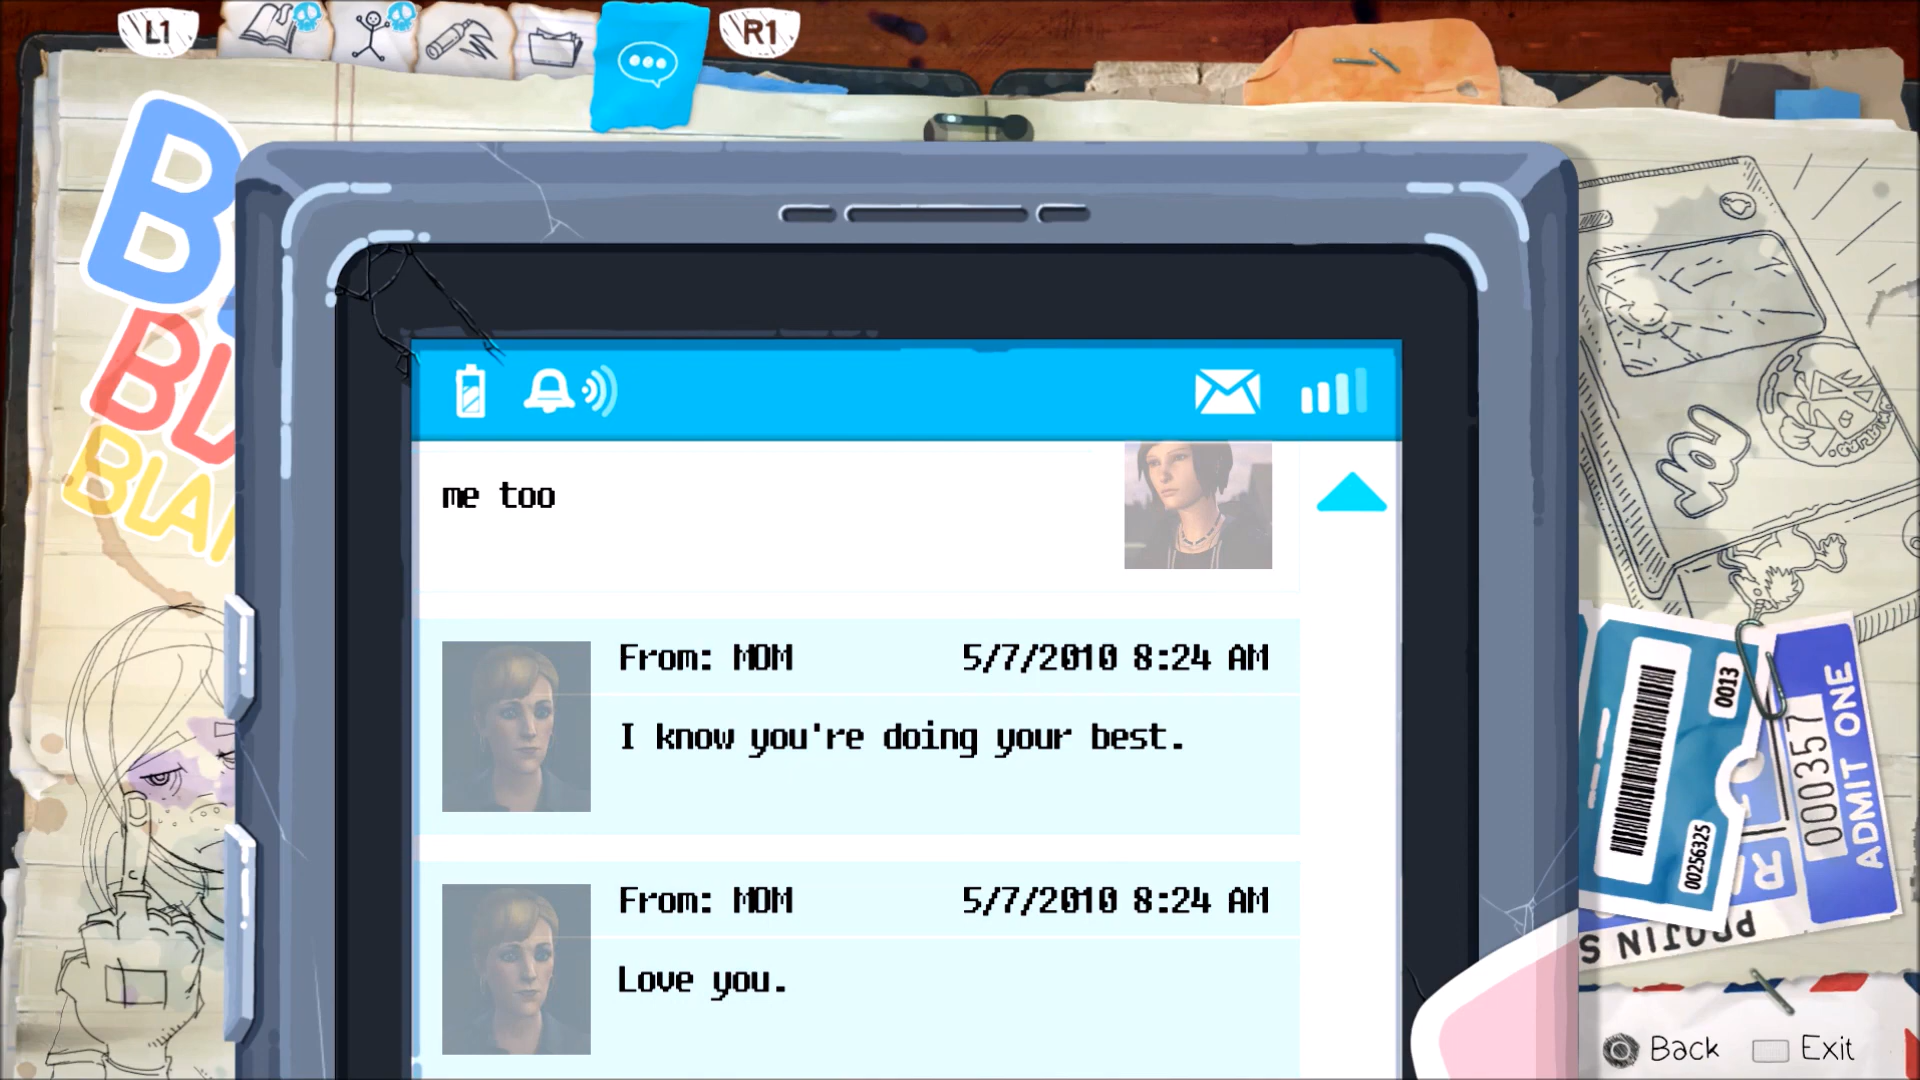 L1
R1
me too
From: MOM 5/7/2010 8:24 AM
I know you're doing your best.
From: MOM 5/7/2010 8:24 AM
Love you.
0013
00256325
000357
ADMIT ONE
Back
Exit